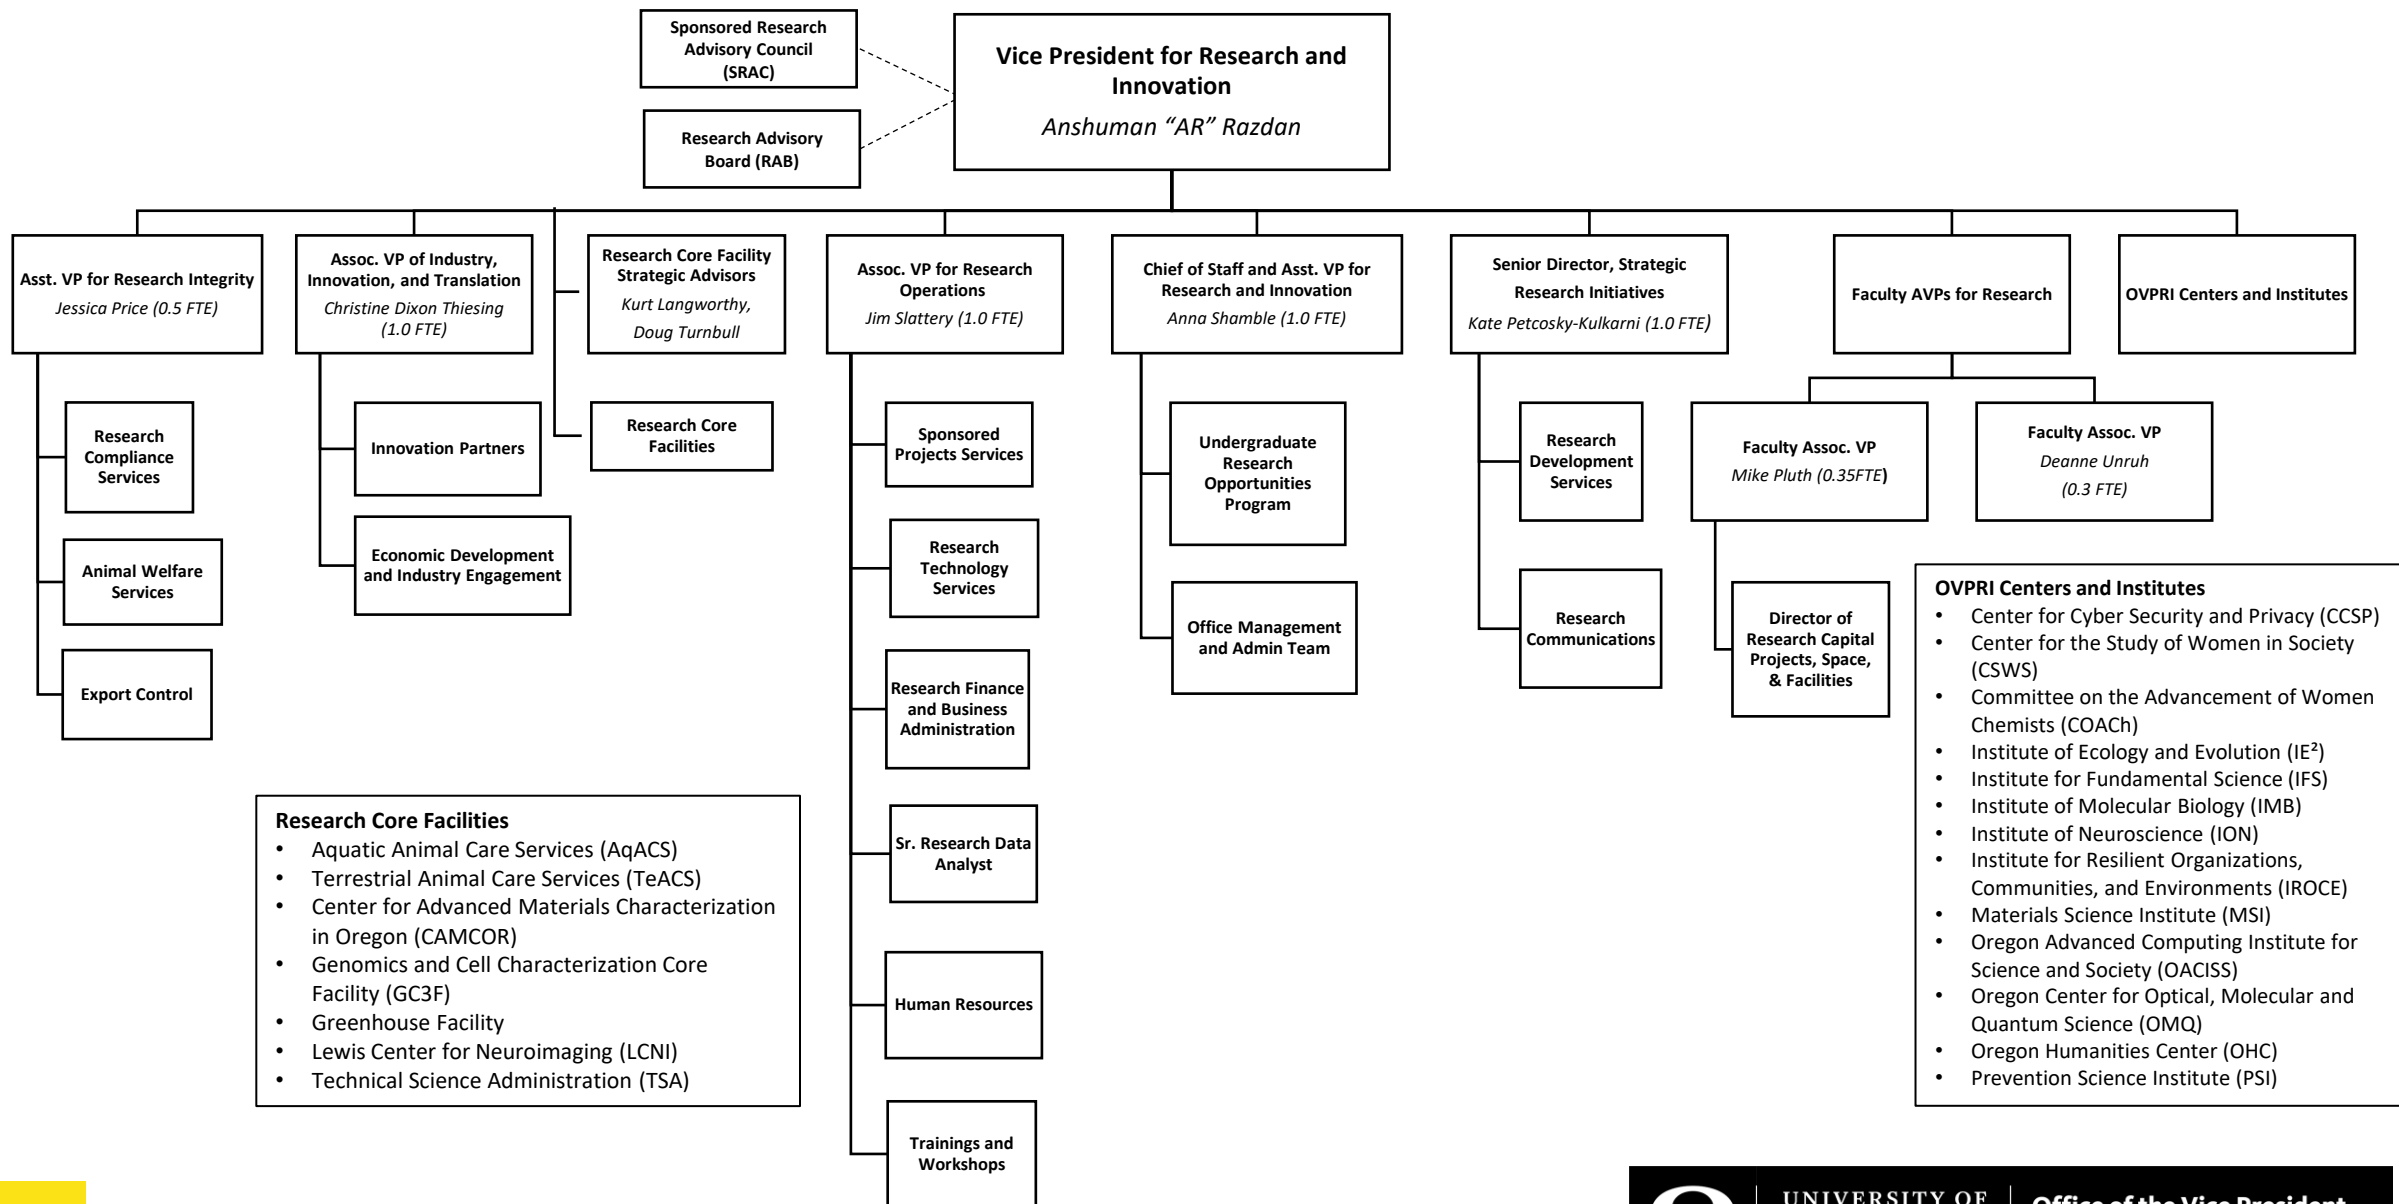 Sponsored Research
Advisory Council
(SRAC)
Research Advisory
Board (RAB)
Vice President for Research and
Innovation
Anshuman “AR” Razdan
Asst. VP for Research Integrity
Jessica Price (0.5 FTE)
Research
Compliance
Services
Animal Welfare
Services
Export Control
Assoc. VP of Industry,
Innovation, and Translation
Christine Dixon Thiesing
(1.0 FTE)
Innovation Partners
Economic Development
and Industry Engagement
Research Core Facility
Strategic Advisors
Kurt Langworthy,
Doug Turnbull
Research Core
Facilities
Assoc. VP for Research
Operations
Jim Slattery (1.0 FTE)
Sponsored
Projects Services
Research
Technology
Services
Research Finance
and Business
Administration
Sr. Research Data
Analyst
Human Resources
Trainings and
Workshops
Chief of Staff and Asst. VP for
Research and Innovation
Anna Shamble (1.0 FTE)
Undergraduate
Research
Opportunities
Program
Office Management
and Admin Team
Senior Director, Strategic
Research Initiatives
Kate Petcosky-Kulkarni (1.0 FTE)
Research
Development
Services
Research
Communications
Faculty AVPs for Research
Faculty Assoc. VP
Mike Pluth (0.35FTE)
Director of
Research Capital
Projects, Space,
& Facilities
Faculty Assoc. VP
Deanne Unruh
(0.3 FTE)
OVPRI Centers and Institutes
Research Core Facilities
• Aquatic Animal Care Services (AqACS)
• Terrestrial Animal Care Services (TeACS)
• Center for Advanced Materials Characterization
in Oregon (CAMCOR)
• Genomics and Cell Characterization Core
Facility (GC3F)
• Greenhouse Facility
• Lewis Center for Neuroimaging (LCNI)
• Technical Science Administration (TSA)
OVPRI Centers and Institutes
• Center for Cyber Security and Privacy (CCSP)
• Center for the Study of Women in Society
(CSWS)
• Committee on the Advancement of Women
Chemists (COACh)
• Institute of Ecology and Evolution (IE²)
• Institute for Fundamental Science (IFS)
• Institute of Molecular Biology (IMB)
• Institute of Neuroscience (ION)
• Institute for Resilient Organizations,
Communities, and Environments (IROCE)
• Materials Science Institute (MSI)
• Oregon Advanced Computing Institute for
Science and Society (OACISS)
• Oregon Center for Optical, Molecular and
Quantum Science (OMQ)
• Oregon Humanities Center (OHC)
• Prevention Science Institute (PSI)
UNIVERSITY OF
Office of the Vice President